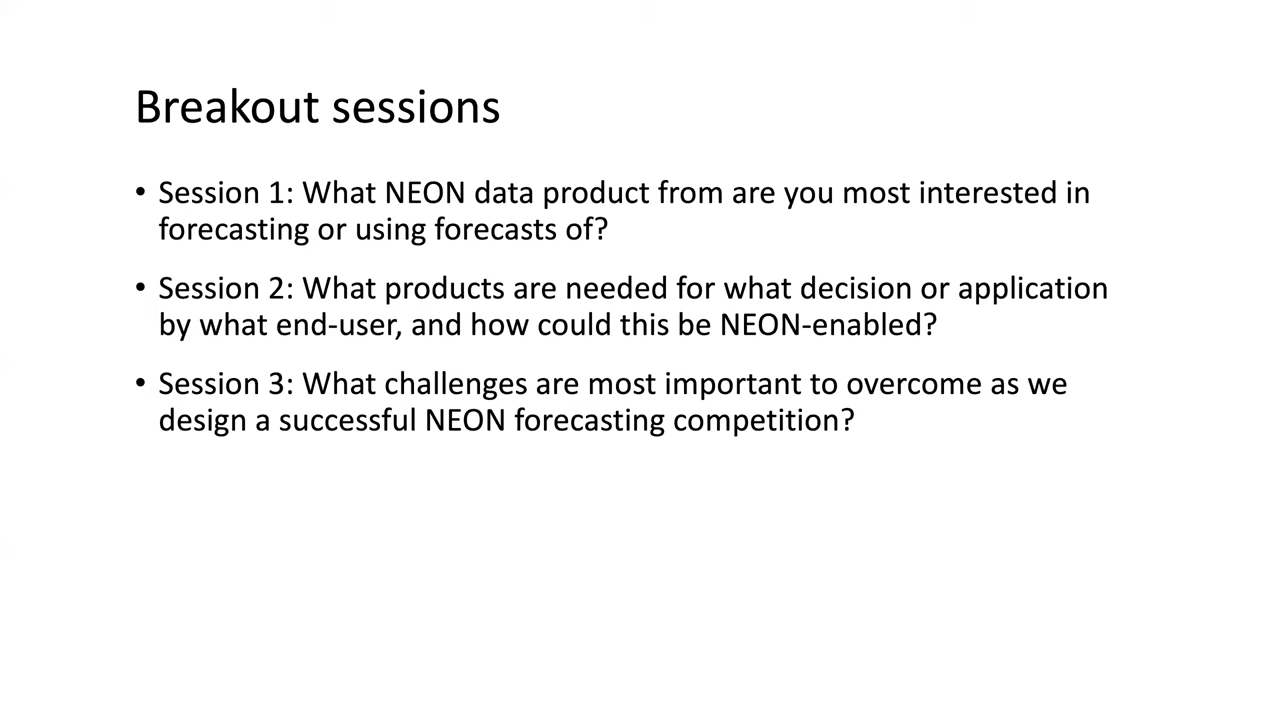 Breakout sessions
• Session 1: What NEON data product from are you most interested in
forecasting or using forecasts of?
• Session 2: What products are needed for what decision or application
by what end-user, and how could this be NEON-enabled?
• Session 3: What challenges are most important to overcome as we
design a successful NEON forecasting competition?